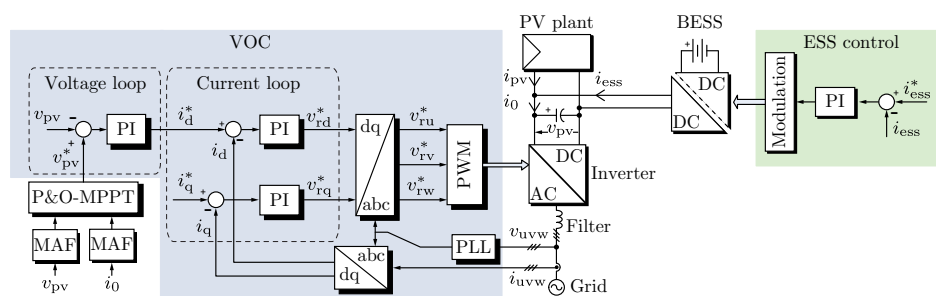 VOC
PV plant
BESS
ESS control
Voltage loop
Current loop
v_pv
v*_pv
PI
i*_d
i_d
PI
v*_rd
dq
abc
v*_ru
v*_rv
v*_rw
PWM
i_pv
i_0
i_ess
v_pv
DC
DC
Modulation
PI
i*_ess
i_ess
DC
AC
Inverter
P&O-MPPT
i*_q
i_q
PI
v*_rq
Filter
MAF
MAF
v_pv
i_0
abc
dq
PLL
v_uvw
i_uvw
Grid